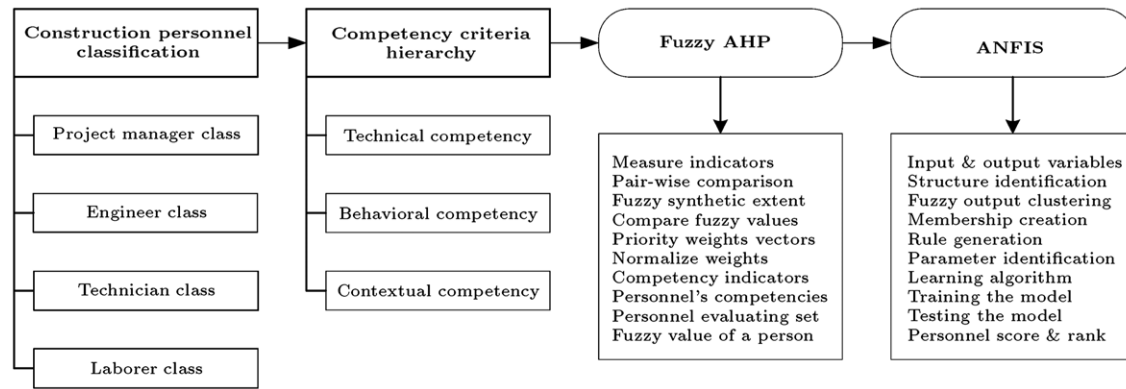 Construction personnel
classification
Project manager class
Engineer class
Technician class
Laborer class
Competency criteria
hierarchy
Technical competency
Behavioral competency
Contextual competency
Fuzzy AHP
Measure indicators
Pair-wise comparison
Fuzzy synthetic extent
Compare fuzzy values
Priority weights vectors
Normalize weights
Competency indicators
Personnel's competencies
Personnel evaluating set
Fuzzy value of a person
ANFIS
Input & output variables
Structure identification
Fuzzy output clustering
Membership creation
Rule generation
Parameter identification
Learning algorithm
Training the model
Testing the model
Personnel score & rank